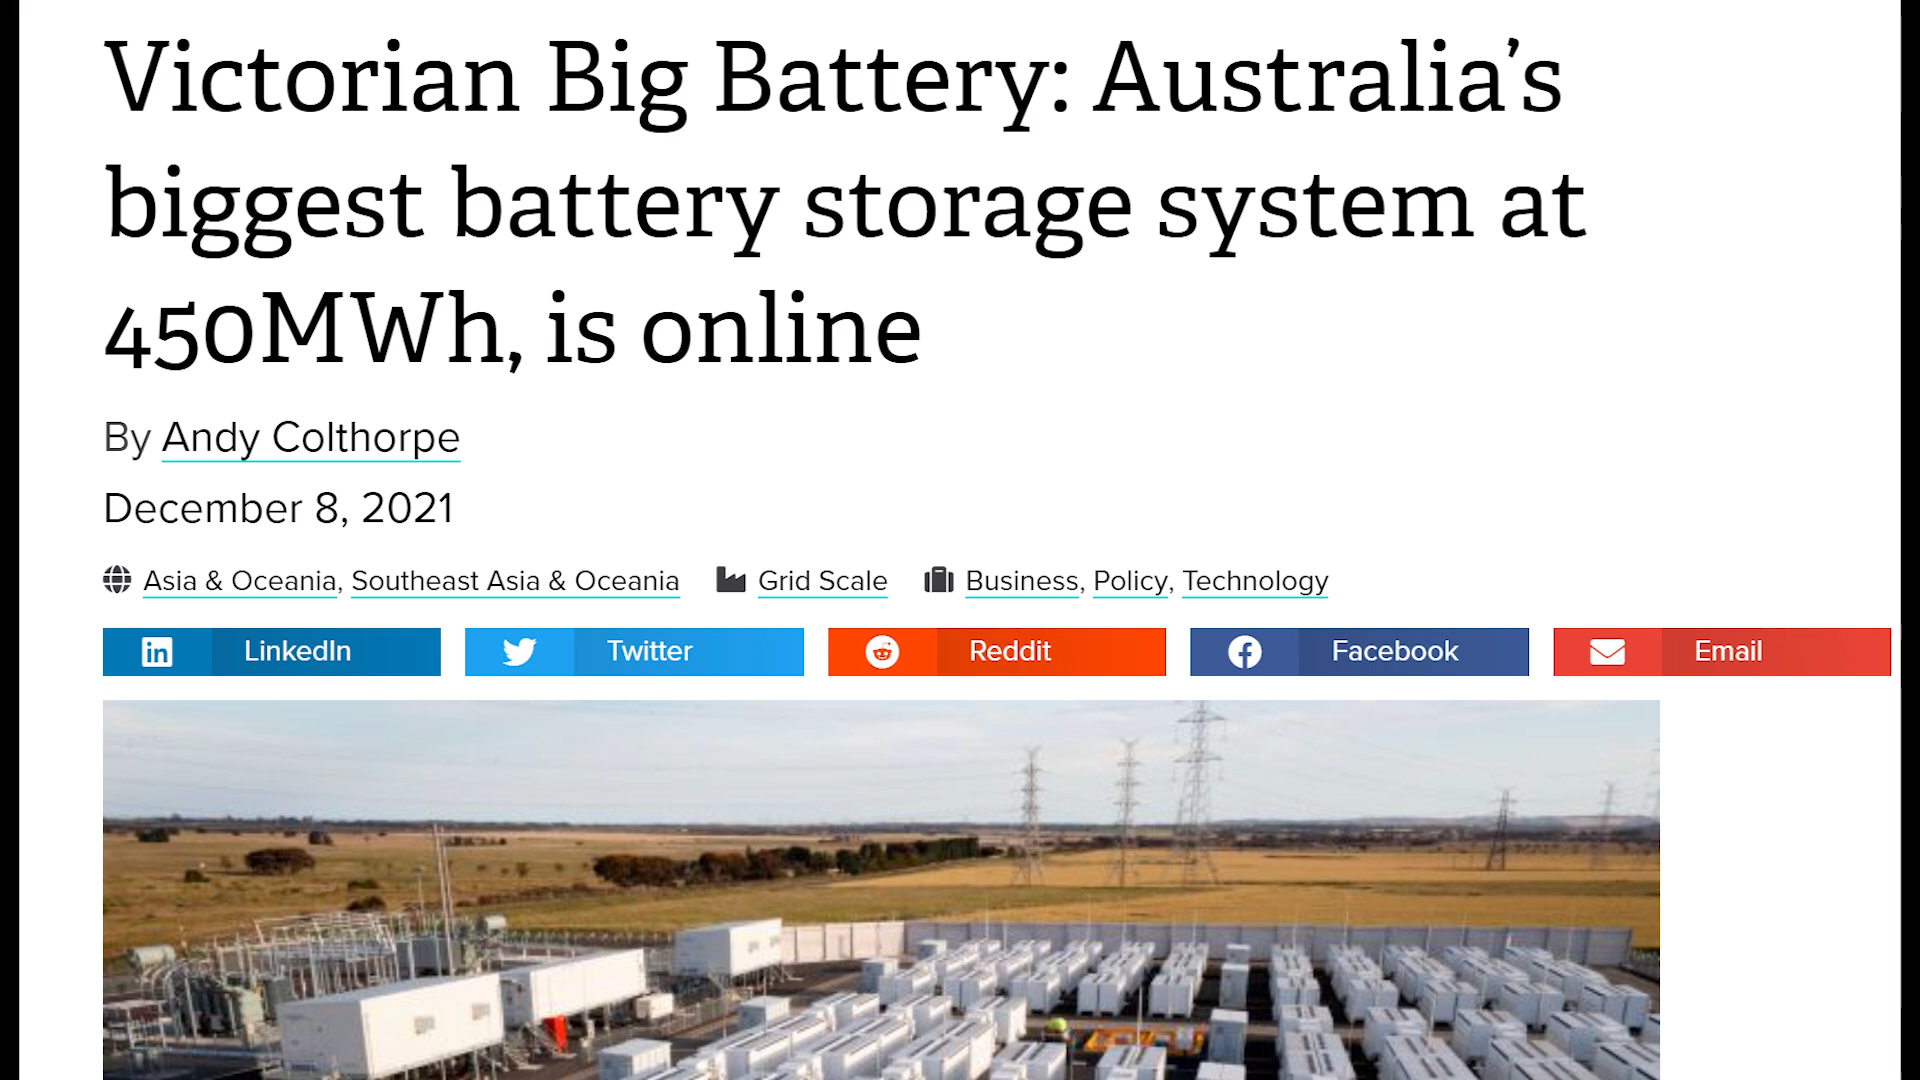 Victorian Big Battery: Australia’s
biggest battery storage system at
450MWh, is online
By Andy Colthorpe
December 8, 2021
Asia & Oceania, Southeast Asia & Oceania Grid Scale Business, Policy, Technology
LinkedIn Twitter Reddit Facebook Email